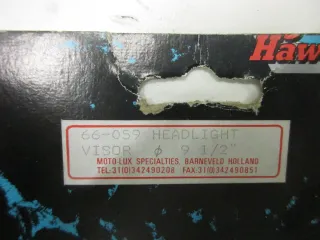 Haw
66-059 HEADLIGHT
VISOR ø 9 1/2"
MOTO-LUX SPECIALTIES, BARNEVELD HOLLAND
TEL:31(0)342490208 FAX:31(0)342490851